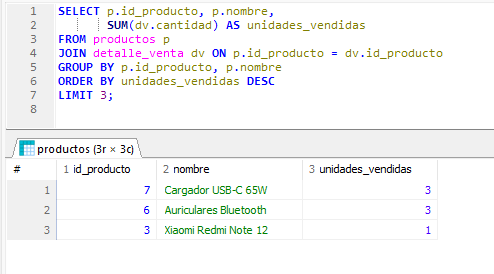 1 SELECT p.id_producto, p.nombre,
2 SUM(dv.cantidad) AS unidades_vendidas
3 FROM productos p
4 JOIN detalle_venta dv ON p.id_producto = dv.id_producto
5 GROUP BY p.id_producto, p.nombre
6 ORDER BY unidades_vendidas DESC
7 LIMIT 3;
8
productos (3r × 3c)
# 1 id_producto 2 nombre 3 unidades_vendidas
1 7 Cargador USB-C 65W 3
2 6 Auriculares Bluetooth 3
3 3 Xiaomi Redmi Note 12 1